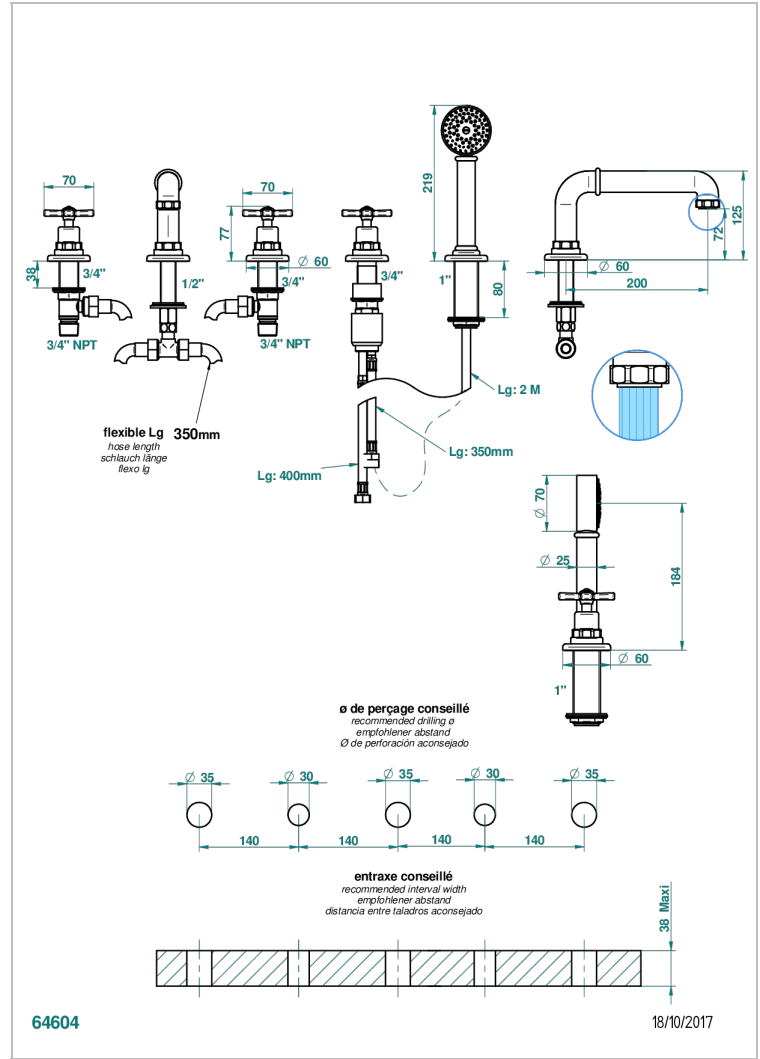 219
70
70
77
38
3/4"
1/2"
3/4"
Ø 60
3/4"
1"
80
Ø 60
200
72
125
3/4" NPT
3/4" NPT
flexible Lg 350mm
hose length
schlauch länge
flexo lg
Lg: 2 M
Lg: 350mm
Lg: 400mm
Ø 70
Ø 25
184
Ø 60
1"
ø de perçage conseillé
recommended drilling ø
empfohlener abstand
Ø de perforación aconsejado
Ø 35
Ø 30
Ø 35
Ø 30
Ø 35
140
140
140
140
entraxe conseillé
recommended interval width
empfohlener abstand
distancia entre taladros aconsejado
38 Maxi
64604
18/10/2017